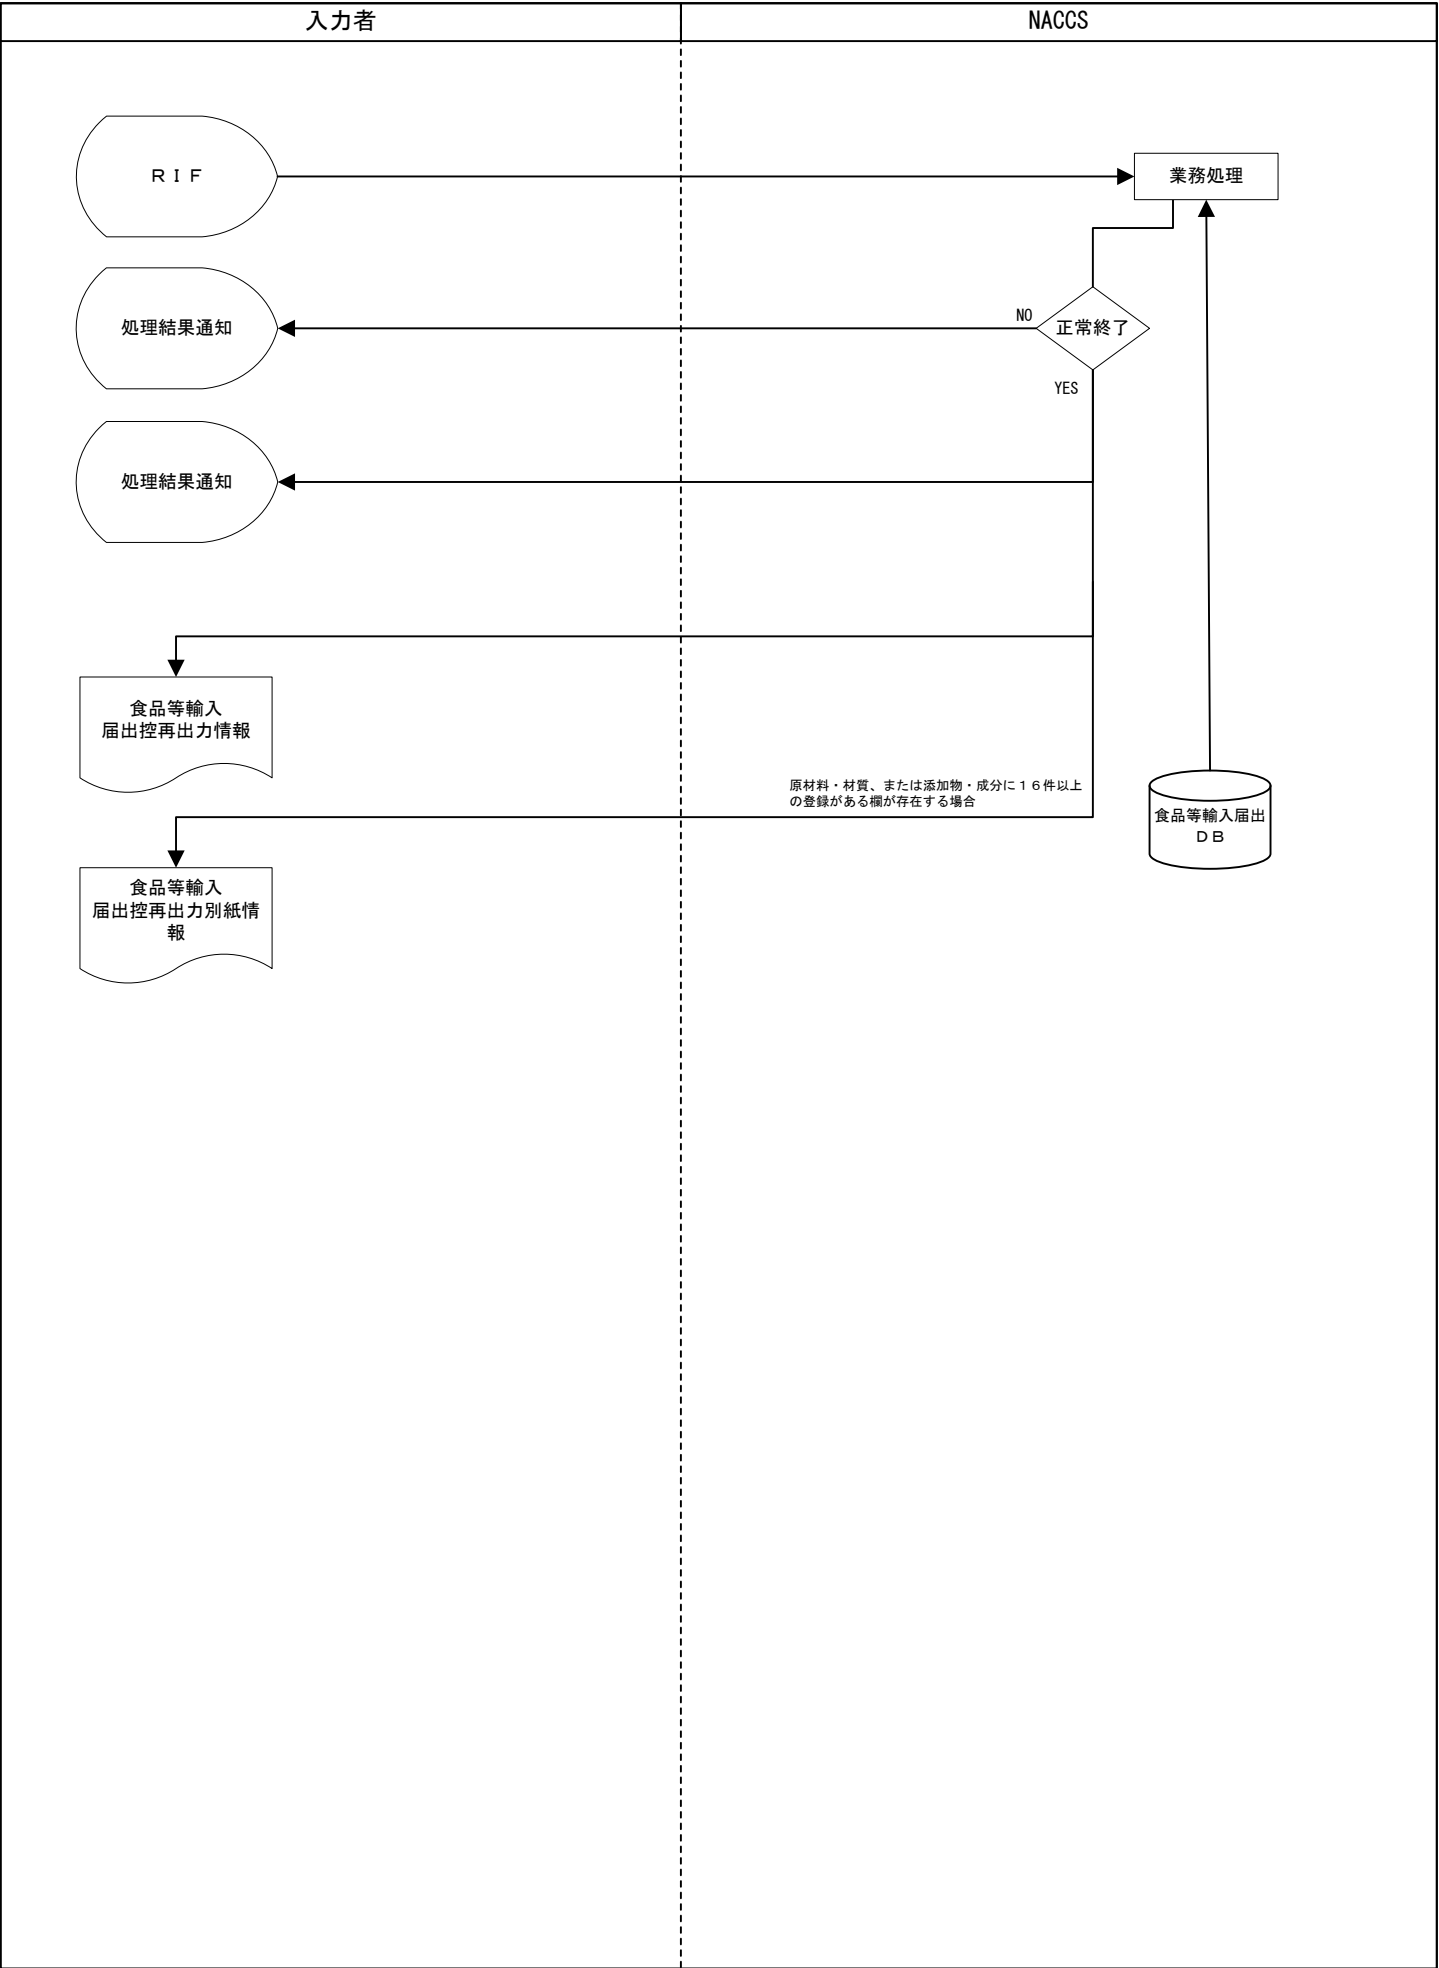 入力者
NACCS
ＲＩＦ
業務処理
処理結果通知
NO
正常終了
YES
処理結果通知
食品等輸入
届出控再出力情報
原材料・材質、または添加物・成分に１６件以上
の登録がある欄が存在する場合
食品等輸入届出
ＤＢ
食品等輸入
届出控再出力別紙情
報